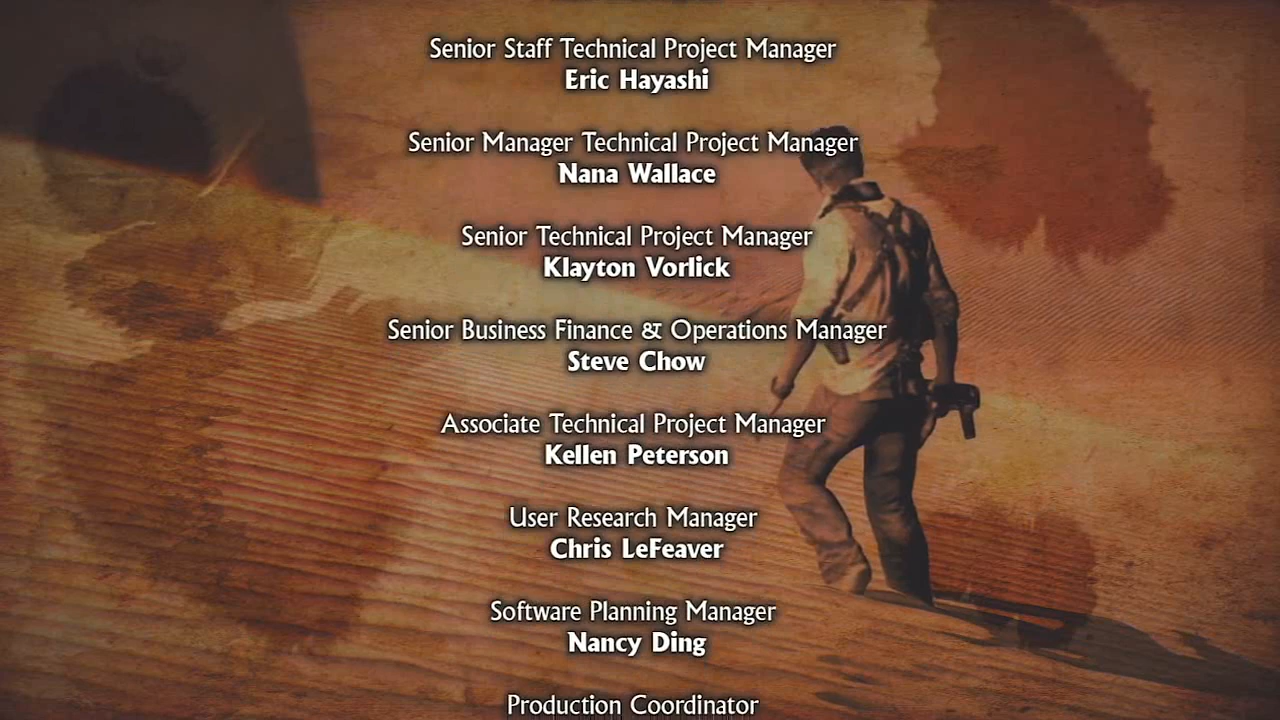 Senior Staff Technical Project Manager
Eric Hayashi
Senior Manager Technical Project Manager
Nana Wallace
Senior Technical Project Manager
Klayton Vorlick
Senior Business Finance & Operations Manager
Steve Chow
Associate Technical Project Manager
Kellen Peterson
User Research Manager
Chris LeFeaver
Software Planning Manager
Nancy Ding
Production Coordinator